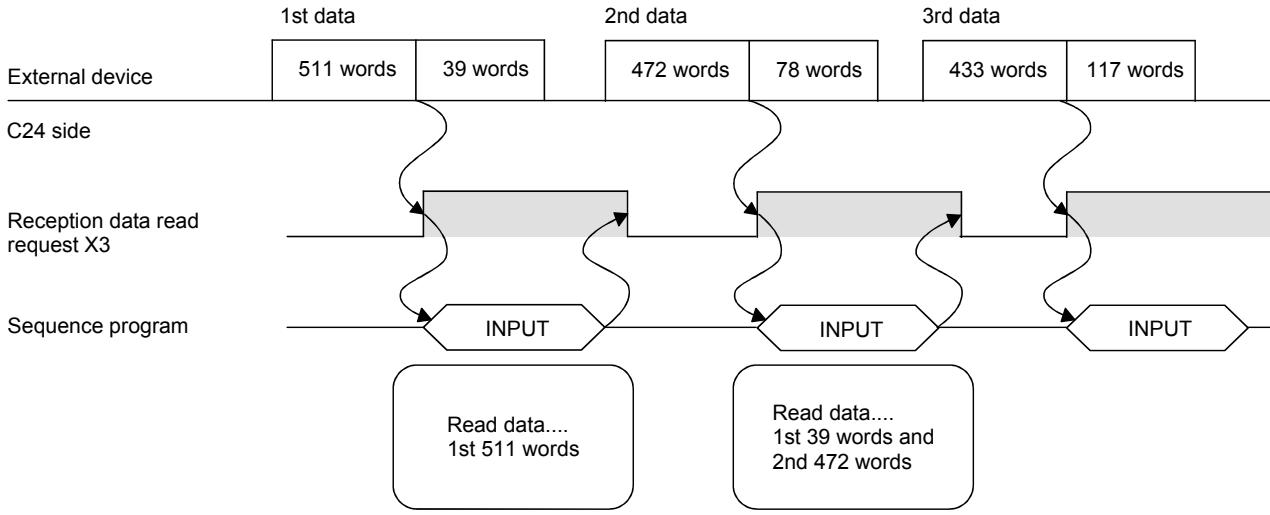 1st data
2nd data
3rd data
External device
511 words
39 words
472 words
78 words
433 words
117 words
C24 side
Reception data read
request X3
Sequence program
INPUT
INPUT
INPUT
Read data....
1st 511 words
Read data....
1st 39 words and
2nd 472 words